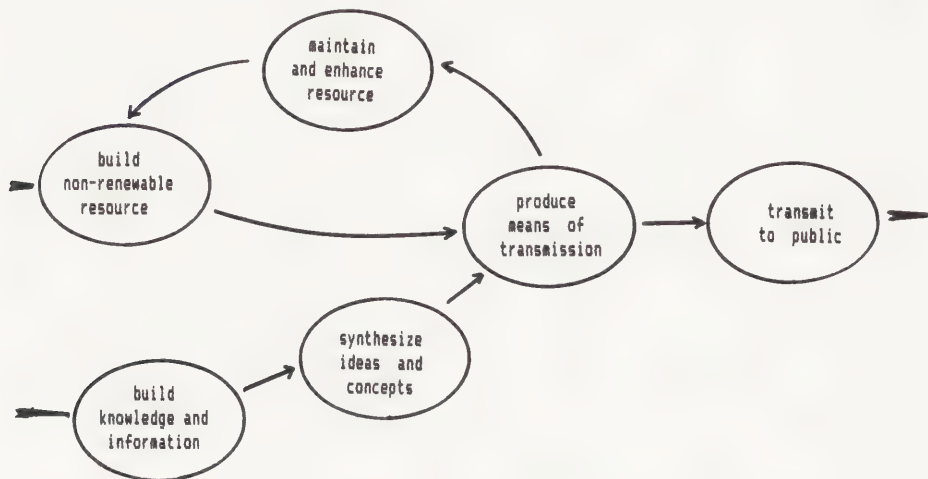 maintain
and enhance
resource
build
non-renewable
resource
produce
means of
transmission
transmit
to public
synthesize
ideas and
concepts
build
knowledge and
information